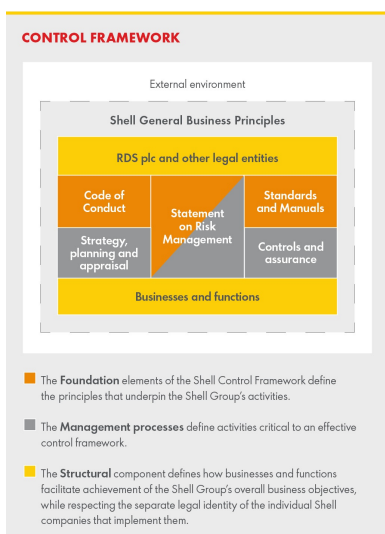 CONTROL FRAMEWORK
External environment
Shell General Business Principles
RDS plc and other legal entities
Code of
Conduct
Statement
on Risk
Management
Standards
and Manuals
Strategy,
planning and
appraisal
Controls and
assurance
Businesses and functions
The Foundation elements of the Shell Control Framework define
the principles that underpin the Shell Group's activities.
The Management processes define activities critical to an effective
control framework.
The Structural component defines how businesses and functions
facilitate achievement of the Shell Group's overall business objectives,
while respecting the separate legal identity of the individual Shell
companies that implement them.